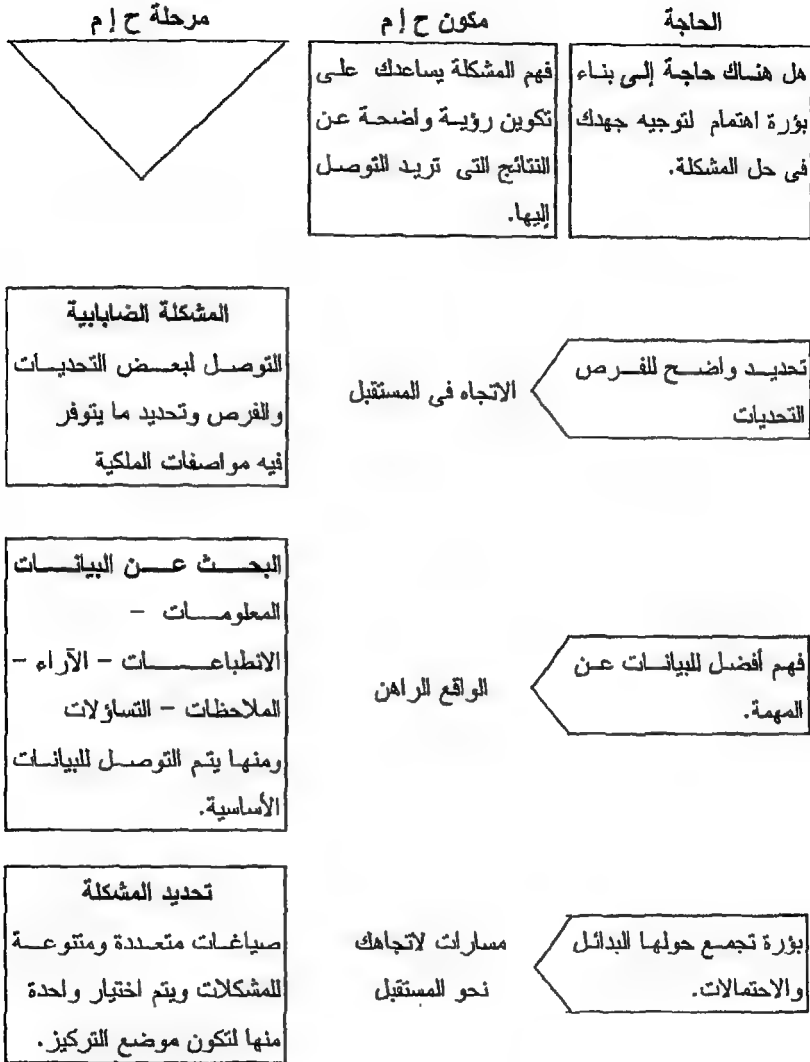 الحاجة
مكون ح إ م
مرحلة ح إ م
هل هناك حاجة إلى بناء
بؤرة اهتمام لتوجيه جهدك
فى حل المشكلة.
فهم المشكلة يساعدك على
تكوين رؤية واضحة عن
النتائج التى تريد التوصل
إليها.
تحديد واضح للفرص
التحديات
الاتجاه فى المستقبل
المشكلة الضابابية
التوصل لبعض التحديات
والفرص وتحديد ما يتوفر
فيه مواصفات الملكية
فهم أفضل للبيانات عن
المهمة.
الواقع الراهن
البحث عن البيانات
المعلومات –
الانطباعات – الآراء –
الملاحظات – التساؤلات
ومنها يتم التوصل للبيانات
الأساسية.
بؤرة تجمع حولها البدائل
والاحتمالات.
مسارات لاتجاهك
نحو المستقبل
تحديد المشكلة
صياغات متعددة ومتنوعة
للمشكلات ويتم اختيار واحدة
منها لتكون موضع التركيز.